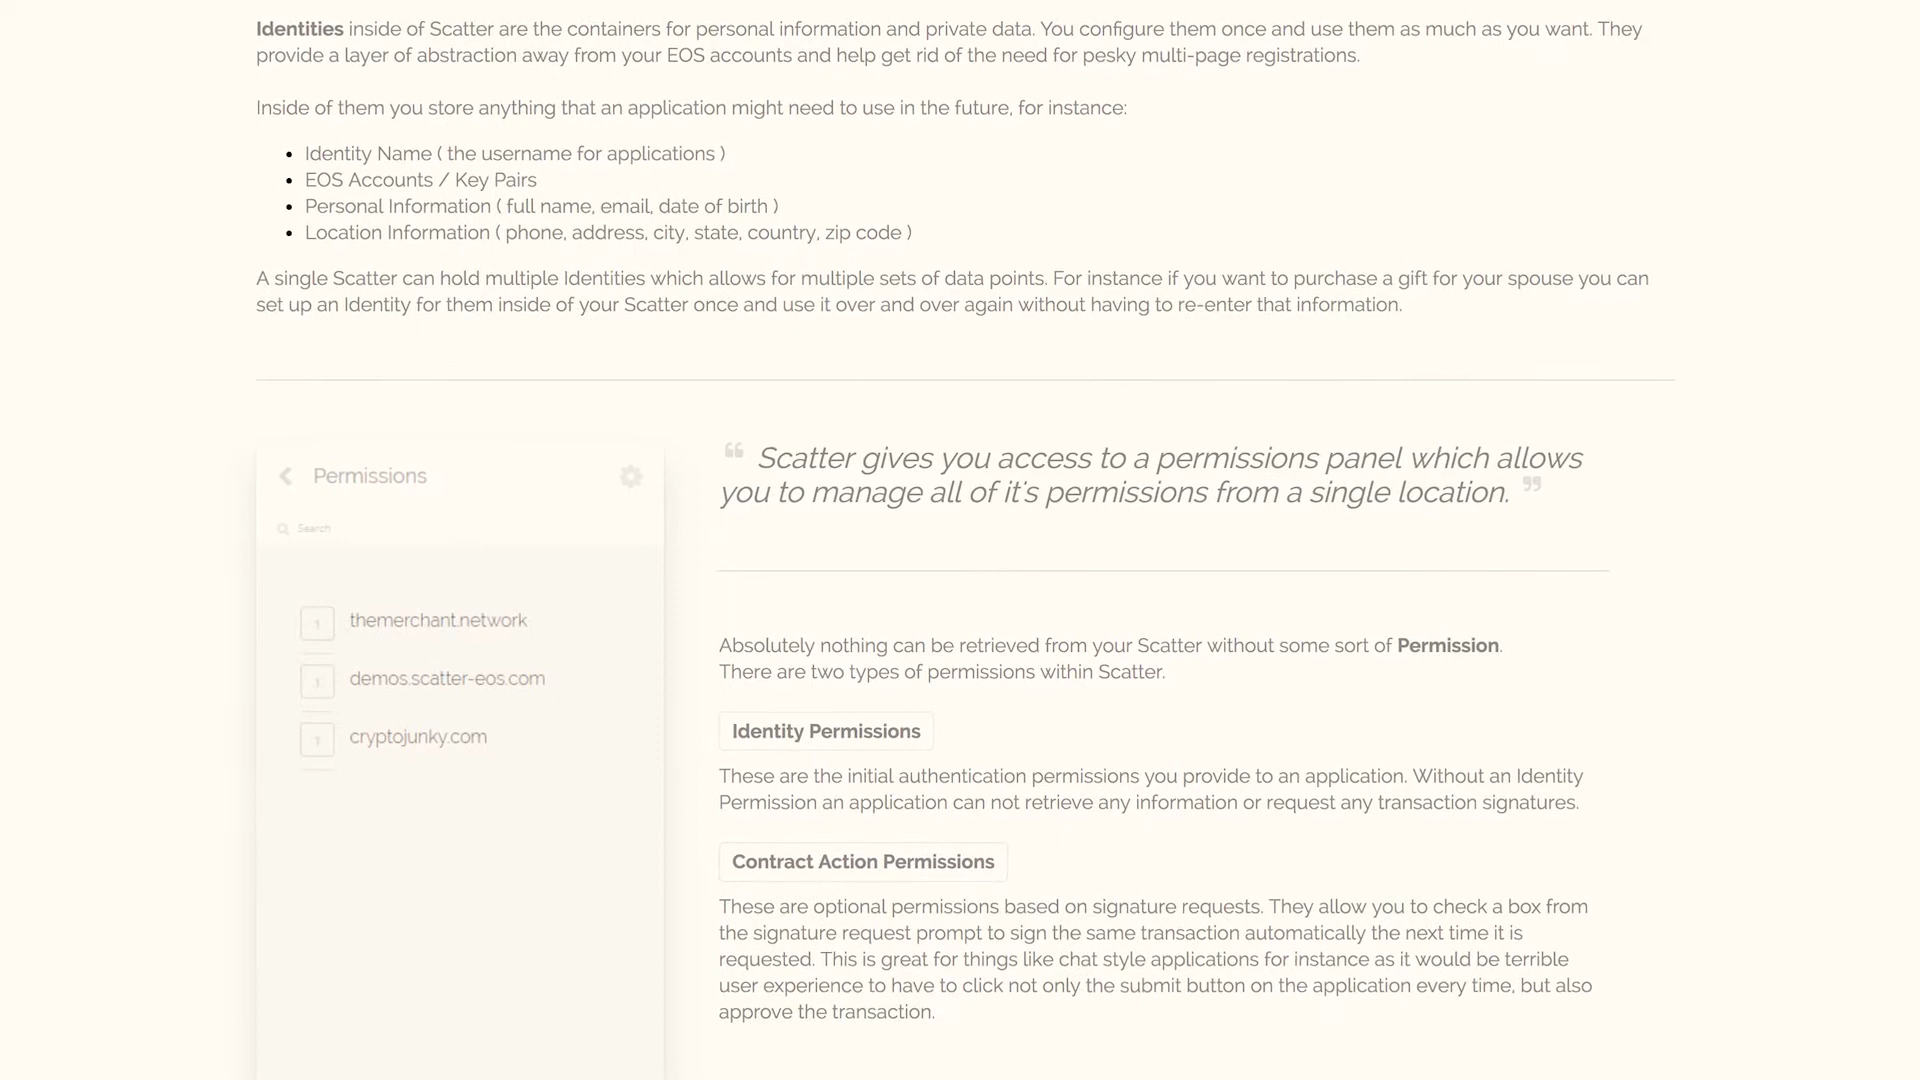 Identities inside of Scatter are the containers for personal information and private data. You configure them once and use them as much as you want. They
provide a layer of abstraction away from your EOS accounts and help get rid of the need for pesky multi-page registrations.
Inside of them you store anything that an application might need to use in the future, for instance:
• Identity Name ( the username for applications )
• EOS Accounts / Key Pairs
• Personal Information ( full name, email, date of birth )
• Location Information ( phone, address, city, state, country, zip code )
A single Scatter can hold multiple Identities which allows for multiple sets of data points. For instance if you want to purchase a gift for your spouse you can
set up an Identity for them inside of your Scatter once and use it over and over again without having to re-enter that information.
Permissions
Search
1 themerchant.network
1 demos.scatter-eos.com
1 cryptojunky.com
“ Scatter gives you access to a permissions panel which allows
you to manage all of it's permissions from a single location. ”
Absolutely nothing can be retrieved from your Scatter without some sort of Permission.
There are two types of permissions within Scatter.
Identity Permissions
These are the initial authentication permissions you provide to an application. Without an Identity
Permission an application can not retrieve any information or request any transaction signatures.
Contract Action Permissions
These are optional permissions based on signature requests. They allow you to check a box from
the signature request prompt to sign the same transaction automatically the next time it is
requested. This is great for things like chat style applications for instance as it would be terrible
user experience to have to click not only the submit button on the application every time, but also
approve the transaction.